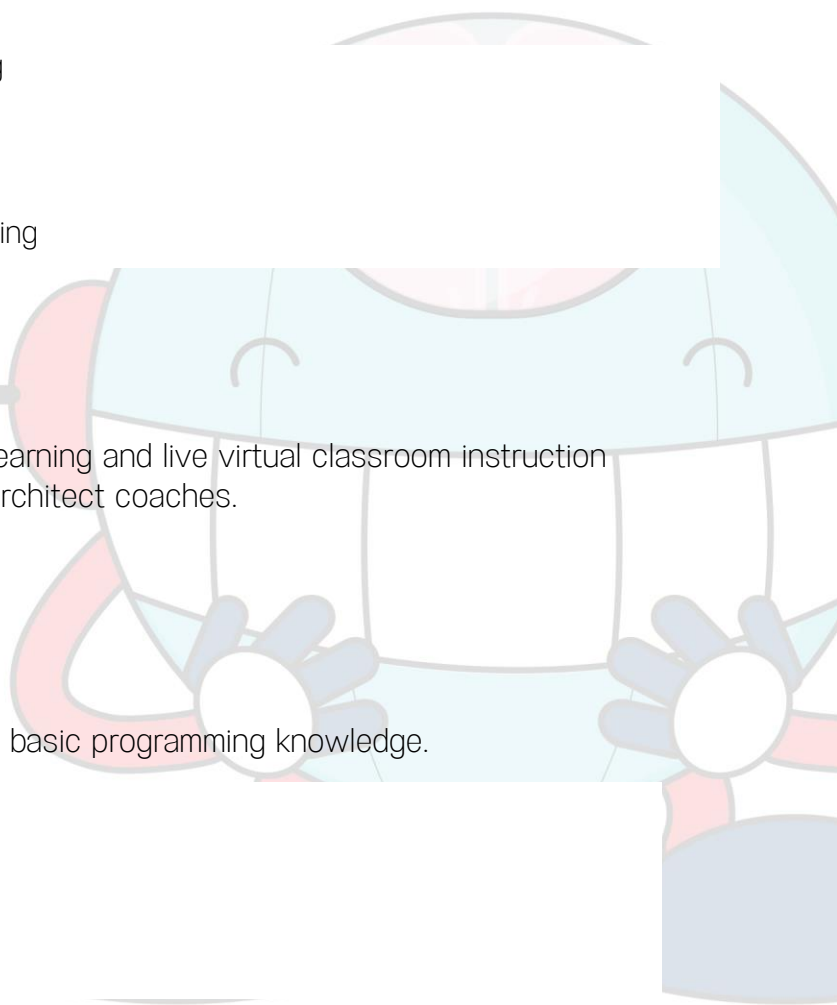 ing
earning and live virtual classroom instruction
rchitect coaches.
basic programming knowledge.